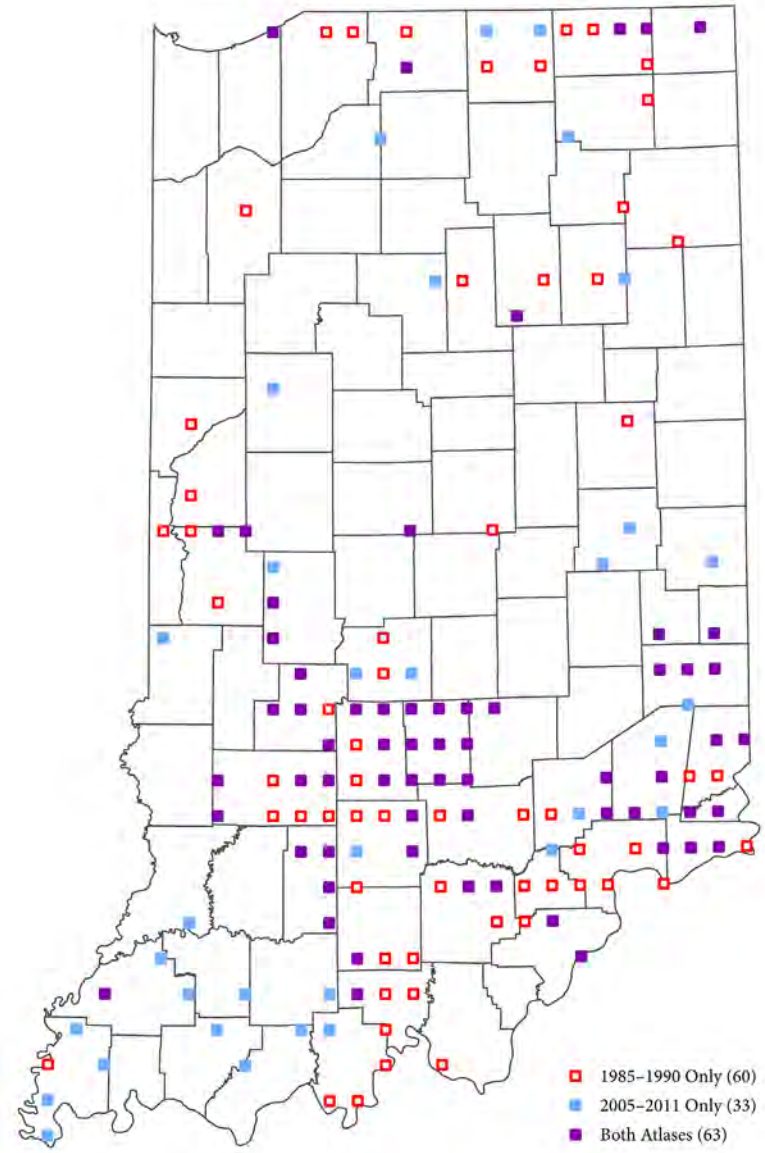 1985–1990 Only (60)
2005–2011 Only (33)
Both Atlases (63)